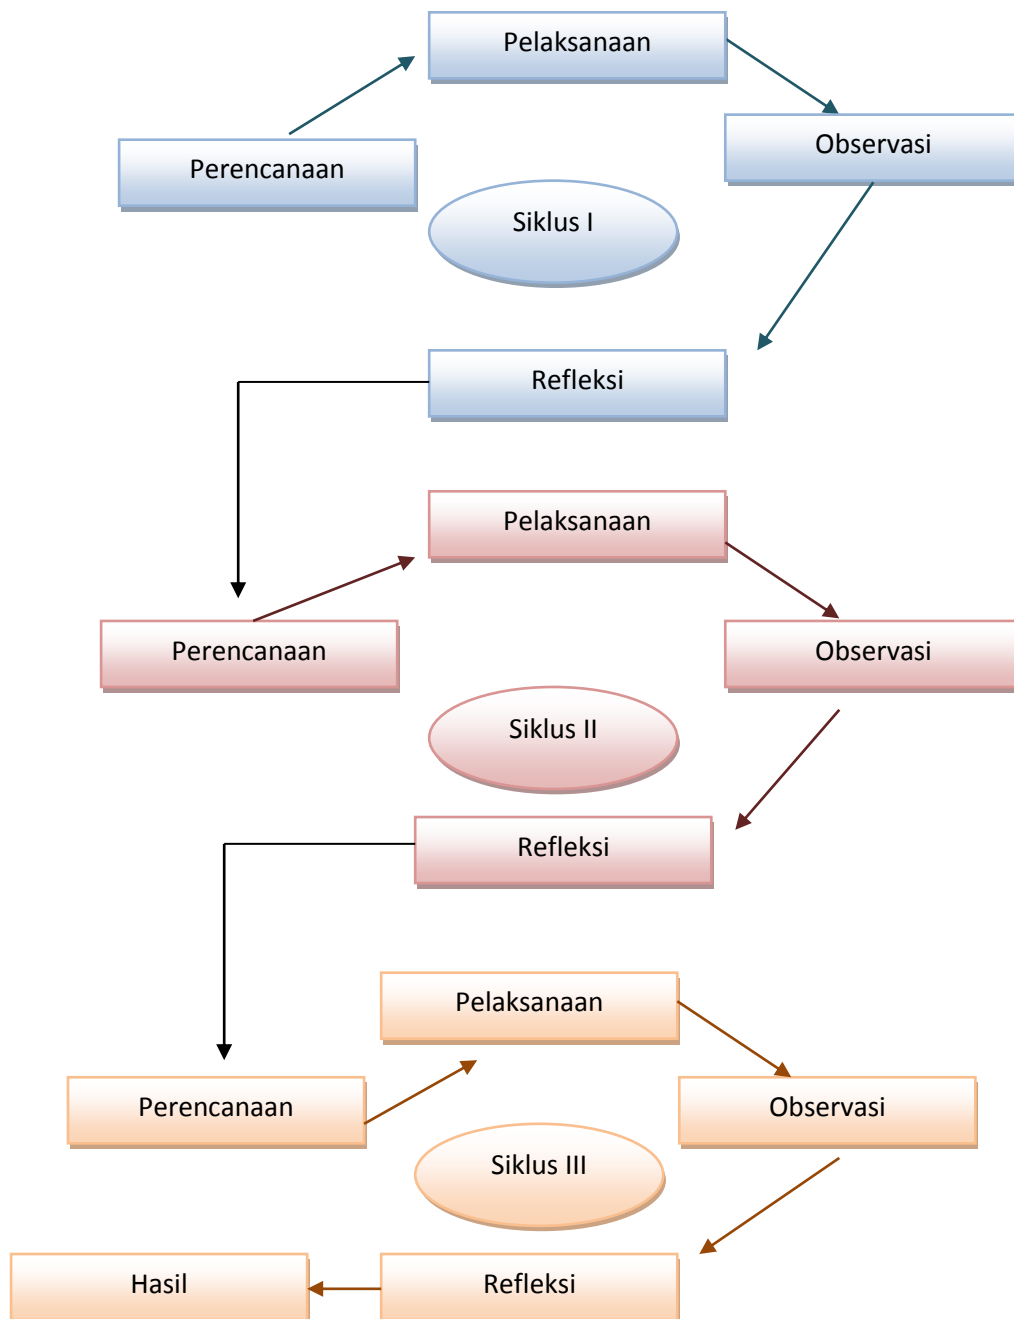 Pelaksanaan
Observasi
Perencanaan
Siklus I
Refleksi
Pelaksanaan
Perencanaan
Observasi
Siklus II
Refleksi
Pelaksanaan
Perencanaan
Observasi
Siklus III
Hasil
Refleksi